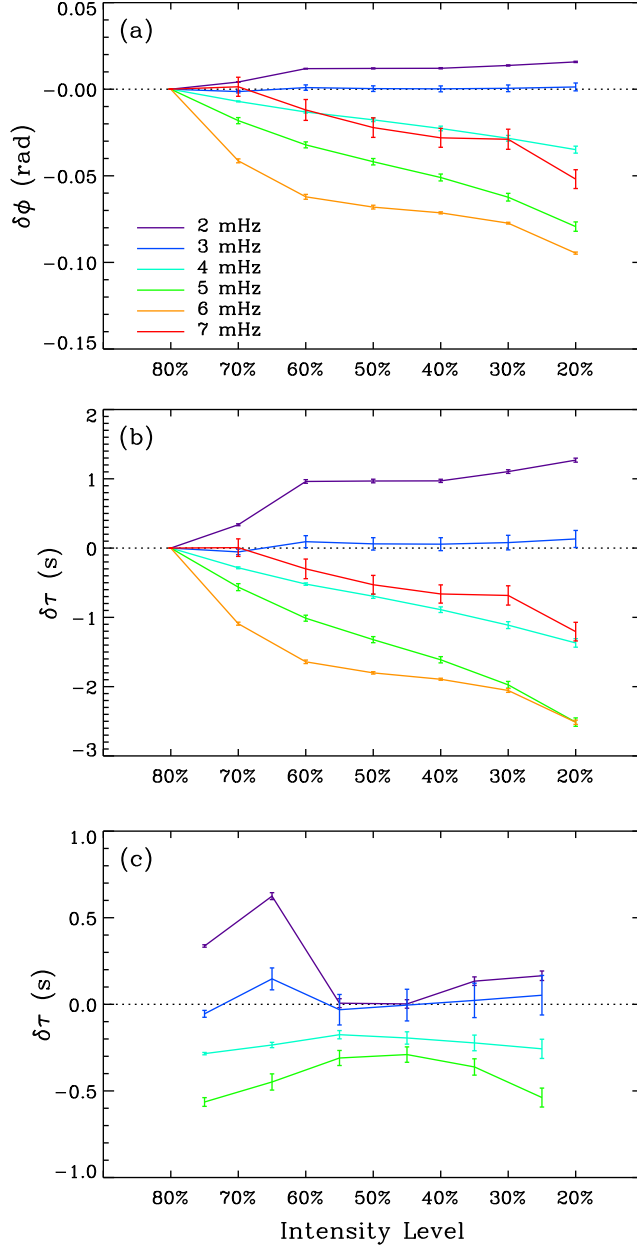 (a)
0.05
-0.00
-0.05
-0.10
-0.15
δϕ (rad)
2 mHz
3 mHz
4 mHz
5 mHz
6 mHz
7 mHz
80% 70% 60% 50% 40% 30% 20%
(b)
2
1
0
-1
-2
-3
δτ (s)
80% 70% 60% 50% 40% 30% 20%
(c)
1.0
0.5
0.0
-0.5
-1.0
δτ (s)
80% 70% 60% 50% 40% 30% 20%
Intensity Level